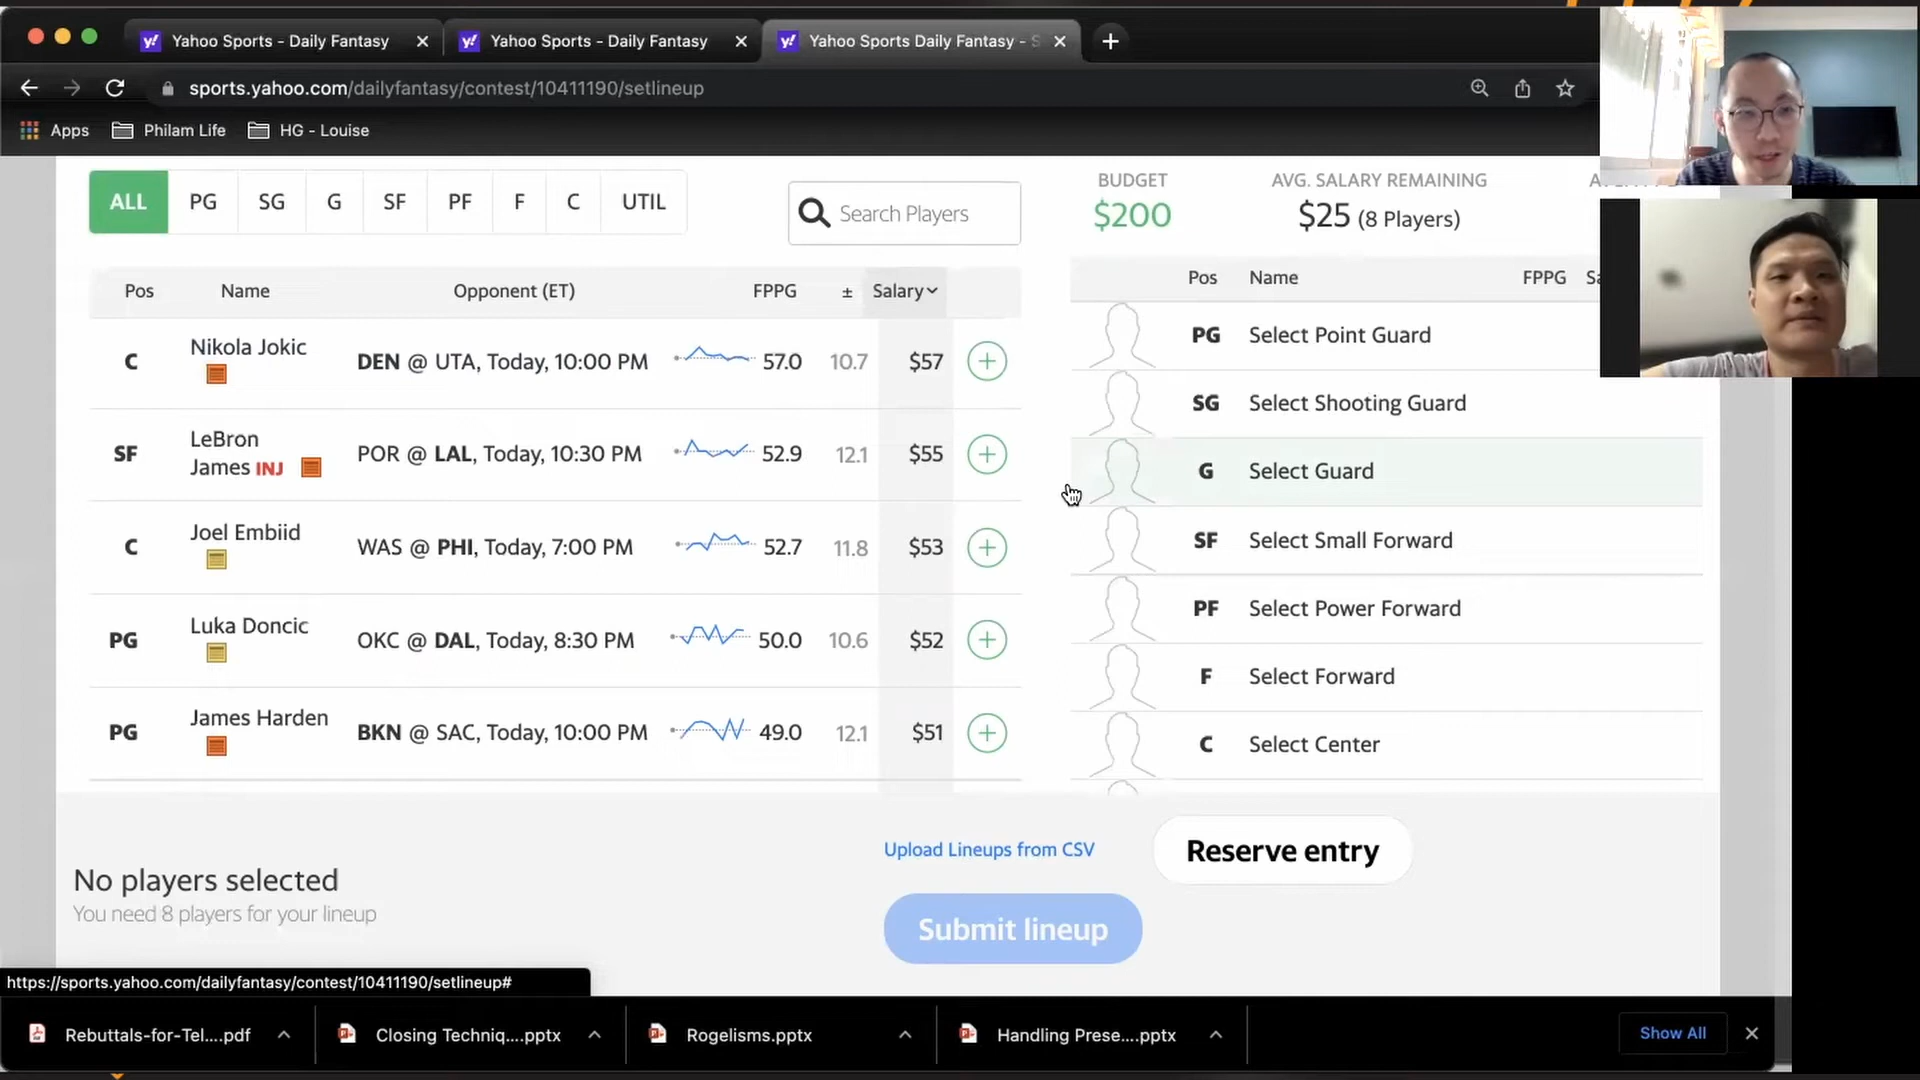 Yahoo Sports - Daily Fantasy
Yahoo Sports - Daily Fantasy
Yahoo Sports Daily Fantasy - S
sports.yahoo.com/dailyfantasy/contest/10411190/setlineup
Apps
Philam Life
HG - Louise
ALL PG SG G SF PF F C UTIL
Search Players
BUDGET
$200
AVG. SALARY REMAINING
$25 (8 Players)
Pos Name Opponent (ET) FPPG ± Salary
C Nikola Jokic DEN @ UTA, Today, 10:00 PM 57.0 10.7 $57
SF LeBron James INJ POR @ LAL, Today, 10:30 PM 52.9 12.1 $55
C Joel Embiid WAS @ PHI, Today, 7:00 PM 52.7 11.8 $53
PG Luka Doncic OKC @ DAL, Today, 8:30 PM 50.0 10.6 $52
PG James Harden BKN @ SAC, Today, 10:00 PM 49.0 12.1 $51
Pos Name FPPG Sa
PG Select Point Guard
SG Select Shooting Guard
G Select Guard
SF Select Small Forward
PF Select Power Forward
F Select Forward
C Select Center
No players selected
You need 8 players for your lineup
Upload Lineups from CSV
Reserve entry
Submit lineup
https://sports.yahoo.com/dailyfantasy/contest/10411190/setlineup#
Rebuttals-for-Tel....pdf
Closing Techniq....pptx
Rogelisms.pptx
Handling Prese....pptx
Show All